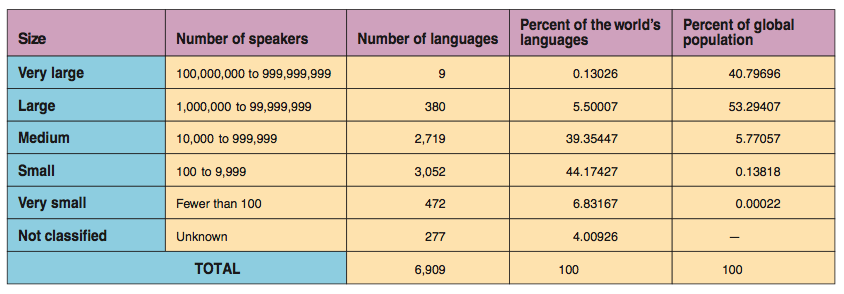 Size Number of speakers Number of languages Percent of the world's languages Percent of global population
Very large 100,000,000 to 999,999,999 9 0.13026 40.79696
Large 1,000,000 to 99,999,999 380 5.50007 53.29407
Medium 10,000 to 999,999 2,719 39.35447 5.77057
Small 100 to 9,999 3,052 44.17427 0.13818
Very small Fewer than 100 472 6.83167 0.00022
Not classified Unknown 277 4.00926 —
TOTAL 6,909 100 100